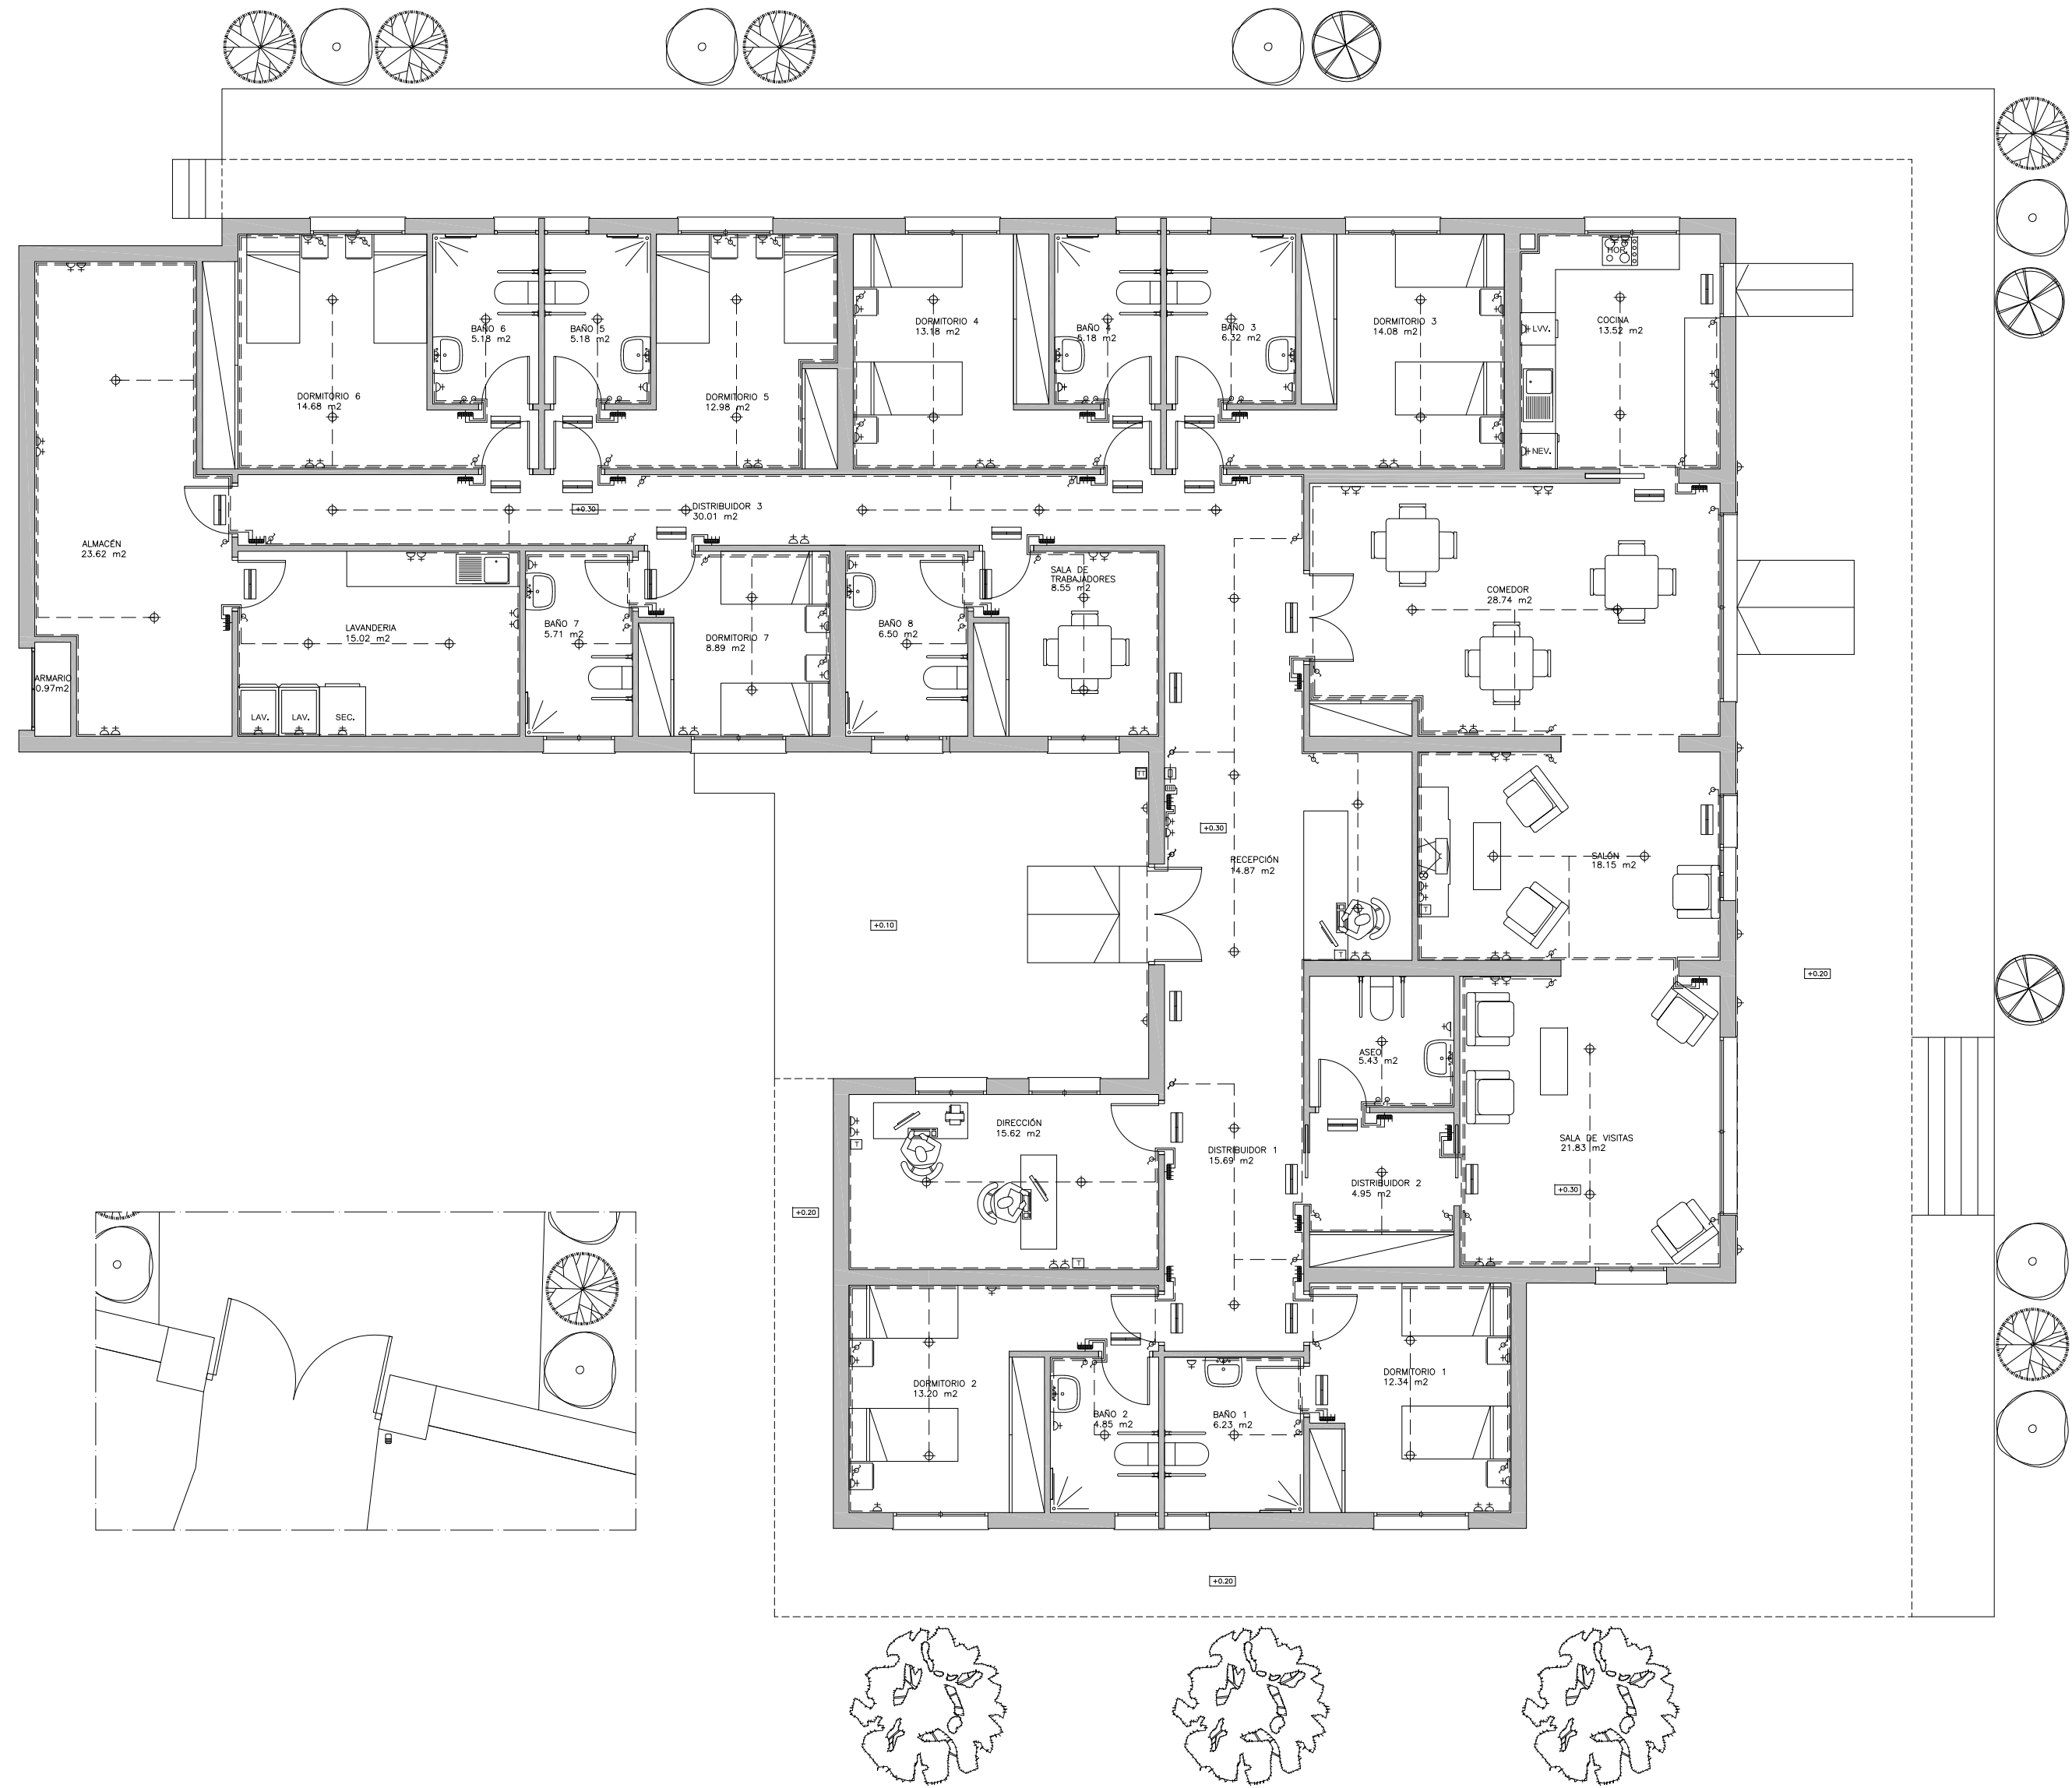 HOR.
DORMITORIO 4
13.18 m2
COCINA
13.52 m2
BAÑO 6
5.18 m2
BAÑO 5
5.18 m2
BAÑO 4
5.18 m2
BAÑO 3
6.32 m2
DORMITORIO 3
14.08 m2
LVV.
DORMITORIO 6
14.68 m2
DORMITORIO 5
12.98 m2
NEV.
+0.30
DISTRIBUIDOR 3
30.01 m2
ALMACÉN
23.62 m2
SALA DE
TRABAJADORES
8.55 m2
COMEDOR
28.74 m2
LAVANDERIA
15.02 m2
BAÑO 7
5.71 m2
DORMITORIO 7
8.89 m2
BAÑO 8
6.50 m2
ARMARIO
0.97m2
LAV.
LAV.
SEC.
TT
+0.30
RECEPCIÓN
14.87 m2
SALÓN
18.15 m2
T
+0.10
T
+0.20
ASEO
5.43 m2
DIRECCIÓN
15.62 m2
T
DISTRIBUIDOR 1
15.69 m2
SALA DE VISITAS
21.83 m2
DISTRIBUIDOR 2
4.95 m2
+0.30
+0.20
T
DORMITORIO 2
13.20 m2
DORMITORIO 1
12.34 m2
BAÑO 2
4.85 m2
BAÑO 1
6.23 m2
+0.20